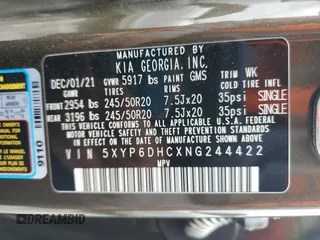 MFD. BY
KIA GEORGIA, INC.
DEC/01/21 GVWR 5917 lbs PAINT GMS TRIM WK
GAWR TIRES RIMS COLD INF.
FRONT 2954 lbs 245/50R20 7.5Jx20 35psi SINGLE
REAR 3196 lbs 245/50R20 7.5Jx20 35psi SINGLE
THIS VEHICLE CONFORMS TO ALL APPLICABLE U.S.A. FEDERAL
MOTOR VEHICLE SAFETY AND THEFT PREVENTION STANDARDS
IN EFFECT ON THE DATE OF MANUFACTURE SHOWN ABOVE.
VIN 5XYP6DHCXNG244422
MPV
9110
DREAMBID